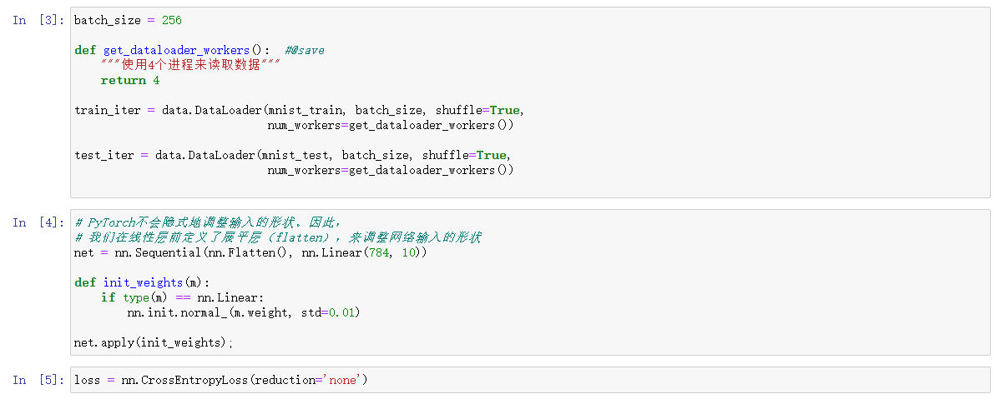 In [3]: batch_size = 256
def get_dataloader_workers():  #@save
    """使用4个进程来读取数据"""
    return 4
train_iter = data.DataLoader(mnist_train, batch_size, shuffle=True,
                             num_workers=get_dataloader_workers())
test_iter = data.DataLoader(mnist_test, batch_size, shuffle=True,
                             num_workers=get_dataloader_workers())
In [4]: # PyTorch不会隐式地调整输入的形状。因此，
# 我们在线性层前定义了展平层（flatten），来调整网络输入的形状
net = nn.Sequential(nn.Flatten(), nn.Linear(784, 10))
def init_weights(m):
    if type(m) == nn.Linear:
        nn.init.normal_(m.weight, std=0.01)
net.apply(init_weights);
In [5]: loss = nn.CrossEntropyLoss(reduction='none')